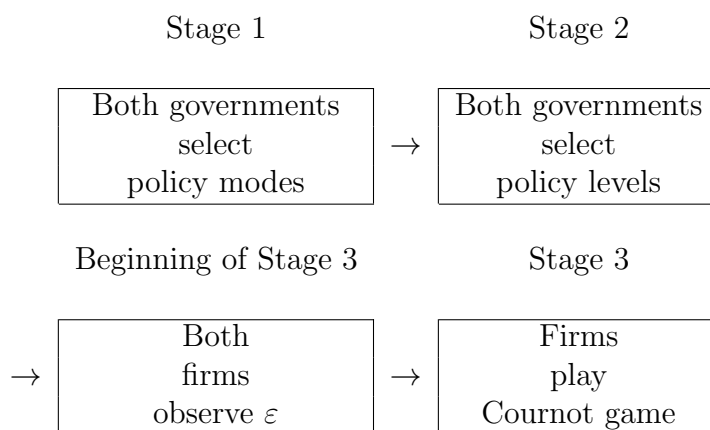 Stage 1
Stage 2
Both governments
select
policy modes
→
Both governments
select
policy levels
Beginning of Stage 3
Stage 3
→
Both
firms
observe ε
→
Firms
play
Cournot game